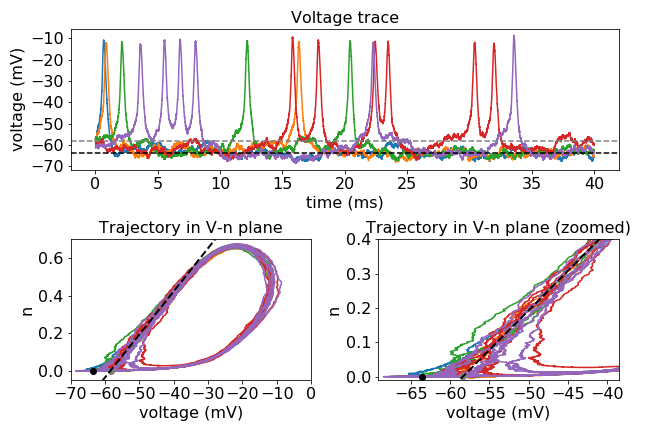 Voltage trace
voltage (mV)
−10
−20
−30
−40
−50
−60
−70
0 5 10 15 20 25 30 35 40
time (ms)
Trajectory in V-n plane
n
0.6
0.4
0.2
0.0
−70 −60 −50 −40 −30 −20 −10 0
voltage (mV)
Trajectory in V-n plane (zoomed)
n
0.4
0.3
0.2
0.1
0.0
−65 −60 −55 −50 −45 −40
voltage (mV)